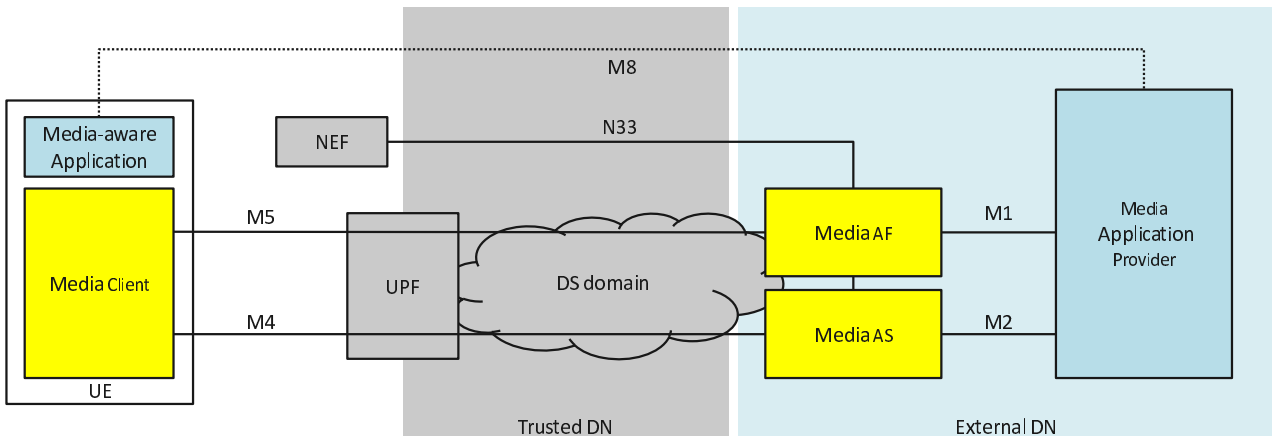 M8
Media-aware
Application
NEF
N33
M5
Media Client
M4
UE
UPF
DS domain
Media AF
Media AS
M1
M2
Media
Application
Provider
Trusted DN
External DN